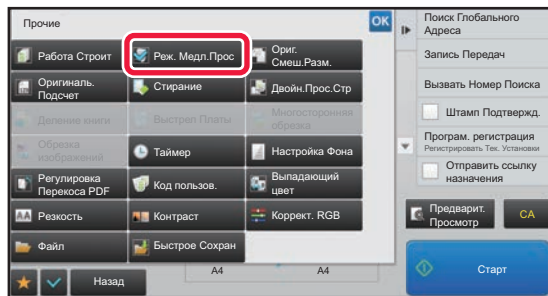 Прочие
OK
Работа Строит
Реж. Медл.Прос
Ориг.
Смеш.Разм.
Оригиналь.
Подсчет
Стирание
Двойн.Прос.Стр
Деление книги
Выстрел Платы
Многосторонняя
обрезка
Обрезка
изображений
Таймер
Настройка Фона
Регулировка
Перекоса PDF
Код пользов.
Выпадающий
цвет
Резкость
Контраст
Коррект. RGB
Файл
Быстрое Сохран
Назад
A4
A4
Поиск Глобального
Адреса
Запись Передач
Вызвать Номер Поиска
Штамп Подтвержд.
Програм. регистрация
Регистрировать Тек. Установки
Отправить ссылку
назначения
Предварит.
Просмотр
CA
Старт